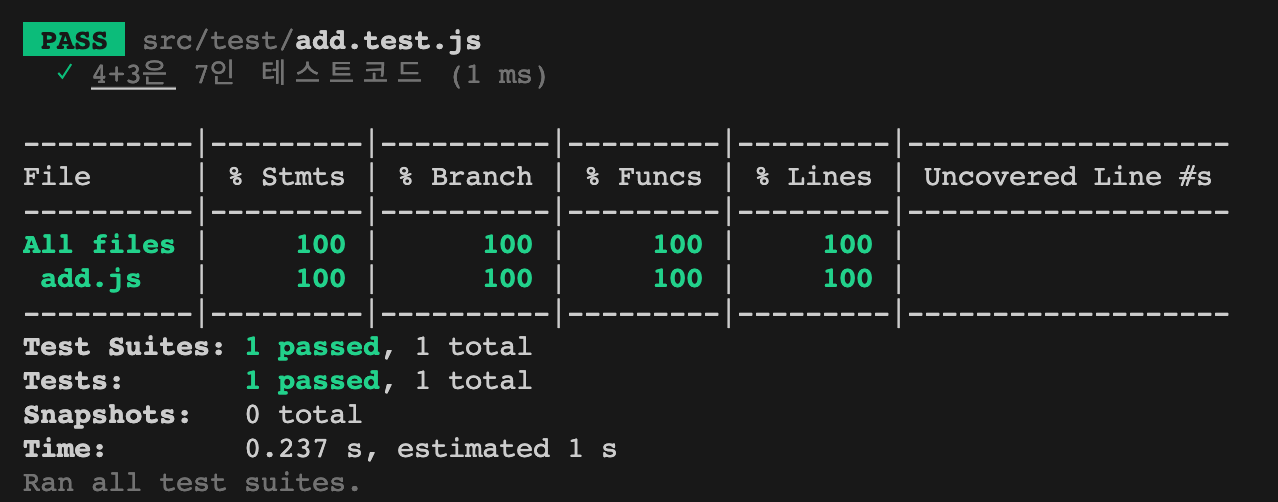 PASS src/test/add.test.js
✓ 4+3은 7인 테스트코드 (1 ms)
----------|---------|----------|---------|---------|-------------------
File | % Stmts | % Branch | % Funcs | % Lines | Uncovered Line #s
----------|---------|----------|---------|---------|-------------------
All files | 100 | 100 | 100 | 100 |
add.js | 100 | 100 | 100 | 100 |
----------|---------|----------|---------|---------|-------------------
Test Suites: 1 passed, 1 total
Tests: 1 passed, 1 total
Snapshots: 0 total
Time: 0.237 s, estimated 1 s
Ran all test suites.